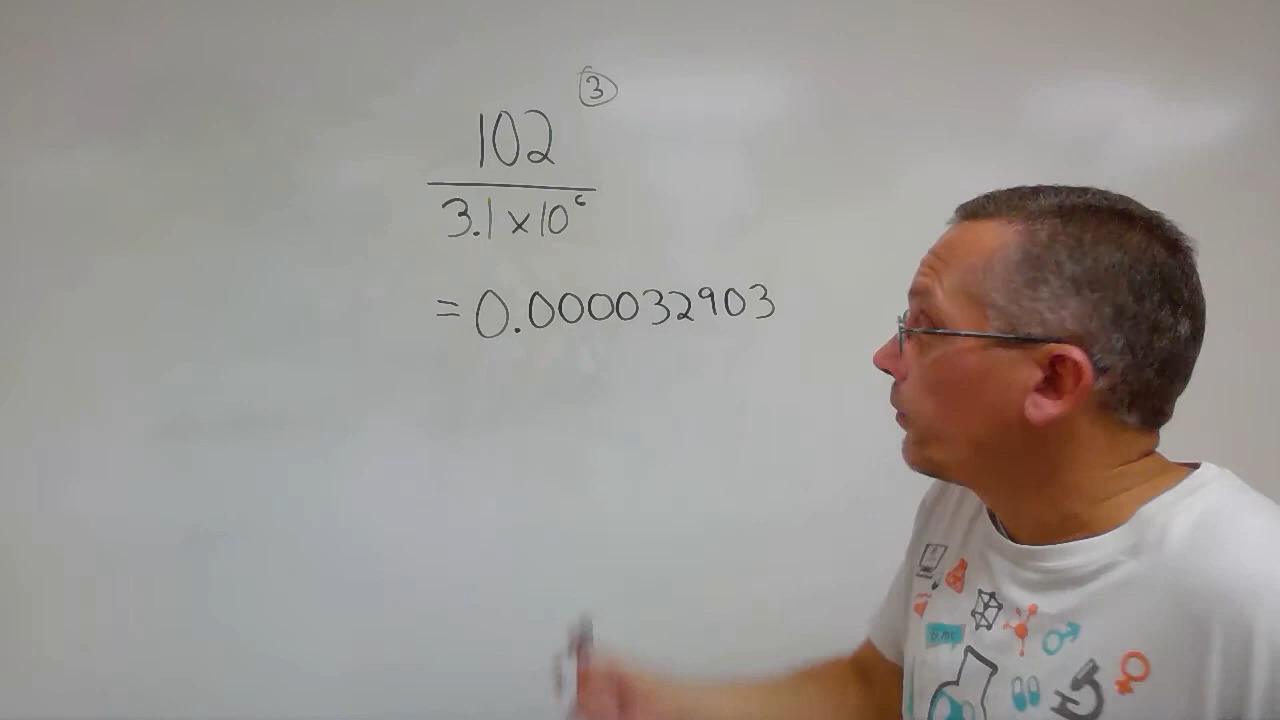 3
102
3.1 x 10⁶
= 0.000032903